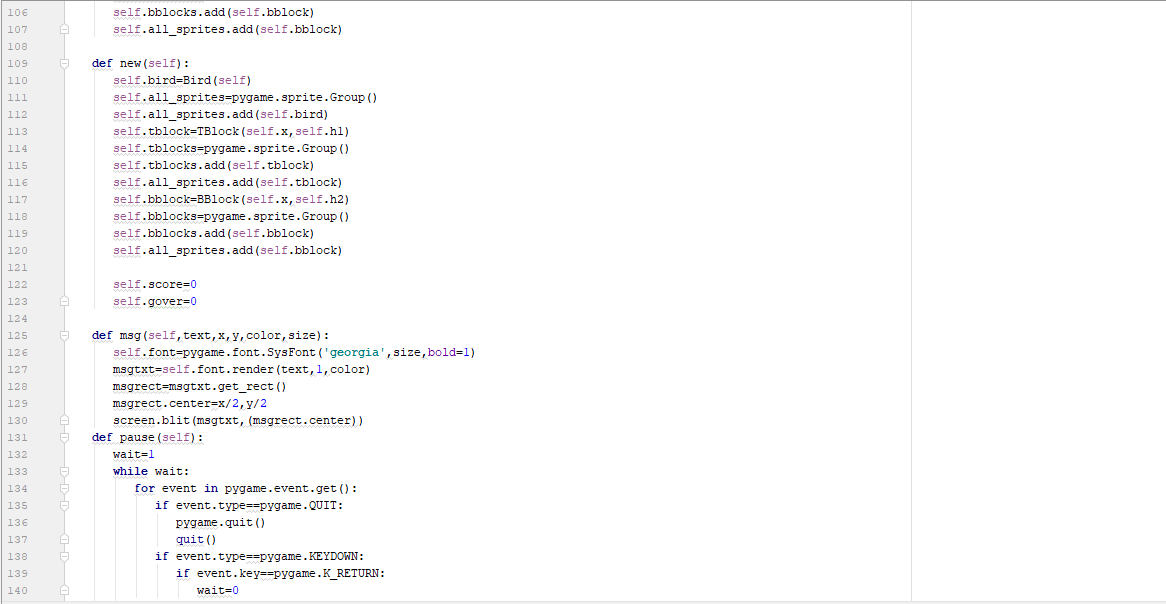 106 self.bblocks.add(self.bblock)
107 self.all_sprites.add(self.bblock)
108
109 def new(self):
110 self.bird=Bird(self)
111 self.all_sprites=pygame.sprite.Group()
112 self.all_sprites.add(self.bird)
113 self.tblock=TBlock(self.x,self.h1)
114 self.tblocks=pygame.sprite.Group()
115 self.tblocks.add(self.tblock)
116 self.all_sprites.add(self.tblock)
117 self.bblock=BBlock(self.x,self.h2)
118 self.bblocks=pygame.sprite.Group()
119 self.bblocks.add(self.bblock)
120 self.all_sprites.add(self.bblock)
121
122 self.score=0
123 self.gover=0
124
125 def msg(self,text,x,y,color,size):
126 self.font=pygame.font.SysFont('georgia',size,bold=1)
127 msgtxt=self.font.render(text,1,color)
128 msgrect=msgtxt.get_rect()
129 msgrect.center=x/2,y/2
130 screen.blit(msgtxt,(msgrect.center))
131 def pause(self):
132 wait=1
133 while wait:
134 for event in pygame.event.get():
135 if event.type==pygame.QUIT:
136 pygame.quit()
137 quit()
138 if event.type==pygame.KEYDOWN:
139 if event.key==pygame.K_RETURN:
140 wait=0